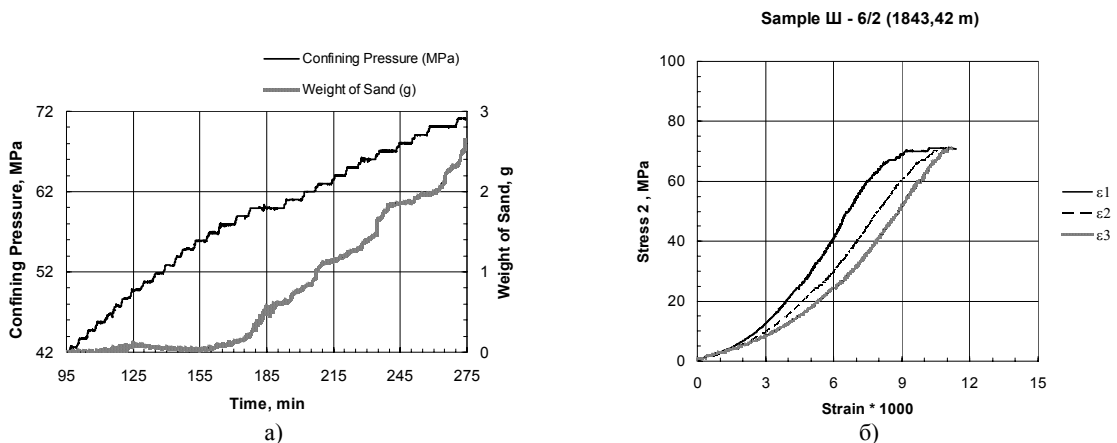 Confining Pressure (MPa)
Weight of Sand (g)
Confining Pressure, MPa
72
62
52
42
3
2
1
0
Weight of Sand, g
95 125 155 185 215 245 275
Time, min
а)
Sample Ш - 6/2 (1843,42 m)
Stress 2 , MPa
100
80
60
40
20
0
0 3 6 9 12 15
Strain * 1000
ε1
ε2
ε3
б)